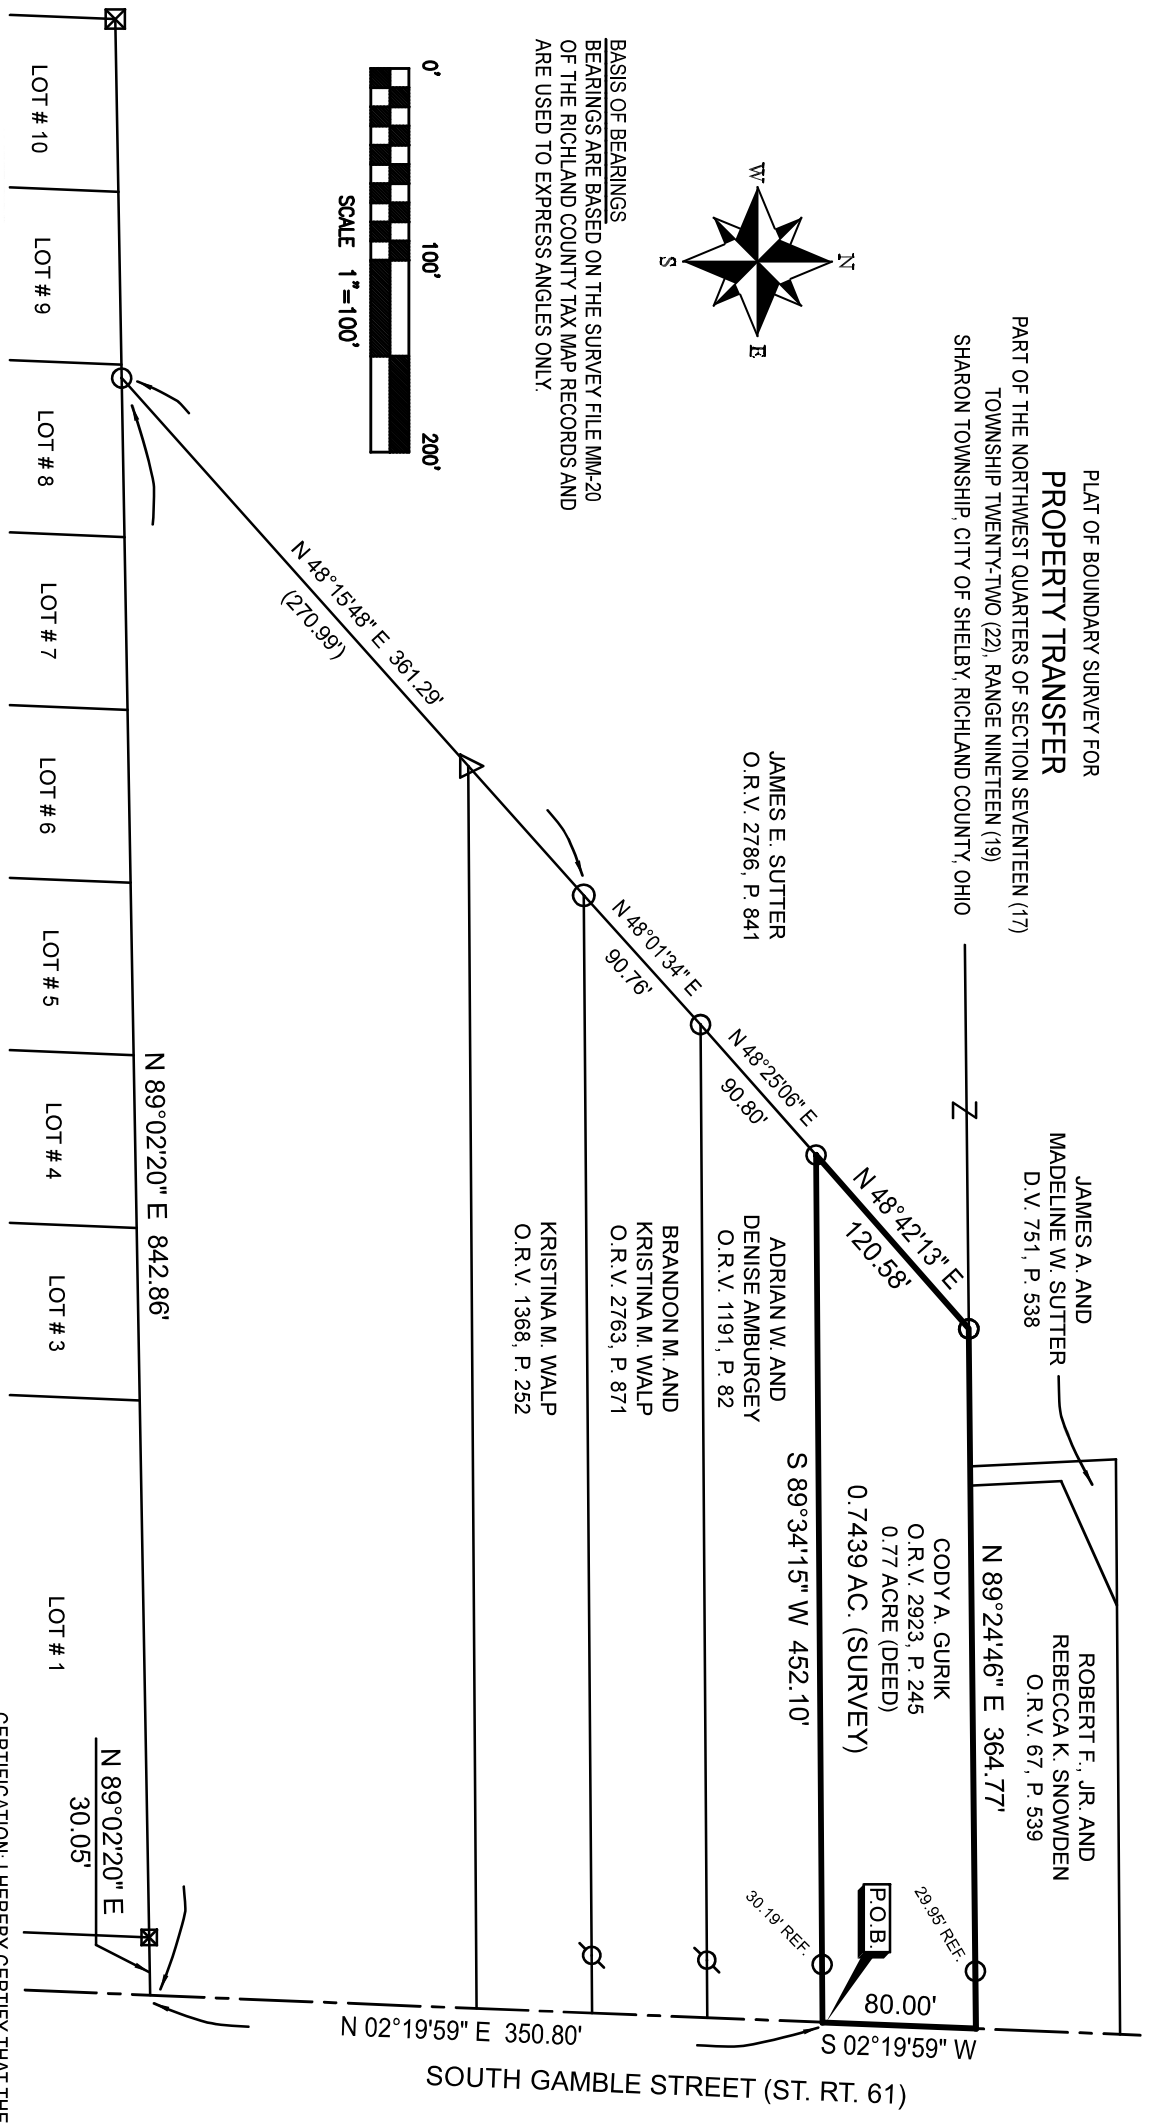 PLAT OF BOUNDARY SURVEY FOR
PROPERTY TRANSFER
PART OF THE NORTHWEST QUARTERS OF SECTION SEVENTEEN (17)
TOWNSHIP TWENTY-TWO (22), RANGE NINETEEN (19)
SHARON TOWNSHIP, CITY OF SHELBY, RICHLAND COUNTY, OHIO
N
W
E
S
BASIS OF BEARINGS
BEARINGS ARE BASED ON THE SURVEY FILE MM-20
OF THE RICHLAND COUNTY TAX MAP RECORDS AND
ARE USED TO EXPRESS ANGLES ONLY.
0'
100'
200'
SCALE 1"=100'
JAMES A. AND
MADELINE W. SUTTER
D.V. 751, P. 538
ROBERT F., JR. AND
REBECCA K. SNOWDEN
O.R.V. 67, P. 539
Z
N 89°24'46" E 364.77'
N 48°42'13" E
120.58'
CODY A. GURIK
O.R.V. 2923, P. 245
0.77 ACRE (DEED)
0.7439 AC. (SURVEY)
29.95' REF.
P.O.B.
80.00'
S 02°19'59" W
30.19' REF.
S 89°34'15" W 452.10'
JAMES E. SUTTER
O.R.V. 2786, P. 841
N 48°25'06" E
90.80'
ADRIAN W. AND
DENISE AMBURGEY
O.R.V. 1191, P. 82
N 48°01'34" E
90.76'
BRANDON M. AND
KRISTINA M. WALP
O.R.V. 2763, P. 871
KRISTINA M. WALP
O.R.V. 1368, P. 252
N 48°15'48" E 361.29'
(270.99')
N 02°19'59" E 350.80'
SOUTH GAMBLE STREET (ST. RT. 61)
N 89°02'20" E 842.86'
N 89°02'20" E
30.05'
LOT # 10
LOT # 9
LOT # 8
LOT # 7
LOT # 6
LOT # 5
LOT # 4
LOT # 3
LOT # 1
CERTIFICATION: I HEREBY CERTIFY THAT THE